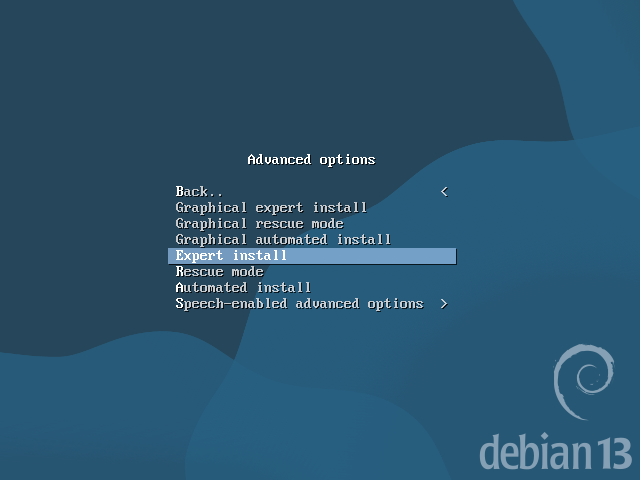 Advanced options
Back.. <
Graphical expert install
Graphical rescue mode
Graphical automated install
Expert install
Rescue mode
Automated install
Speech-enabled advanced options >
debian 13